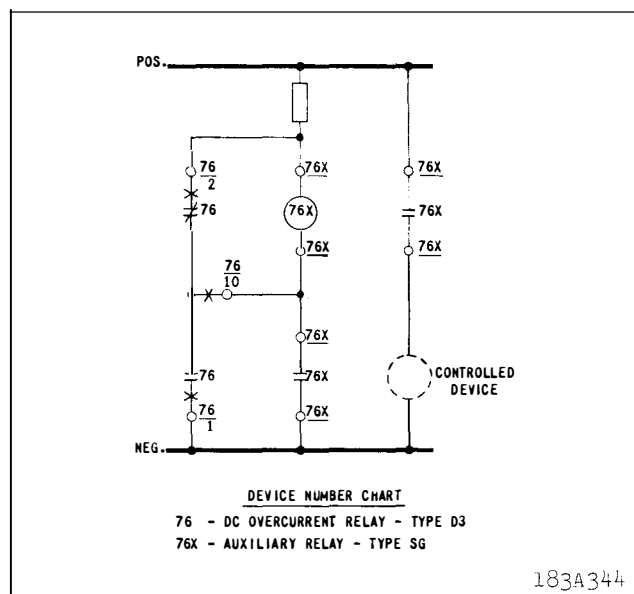 POS.
76
2
76X
76X
76
76X
76X
76X
76X
76
10
76X
76
76X
76
1
76X
CONTROLLED
DEVICE
NEG.
DEVICE NUMBER CHART
76 - DC OVERCURRENT RELAY - TYPE D3
76X - AUXILIARY RELAY - TYPE SG
183A344